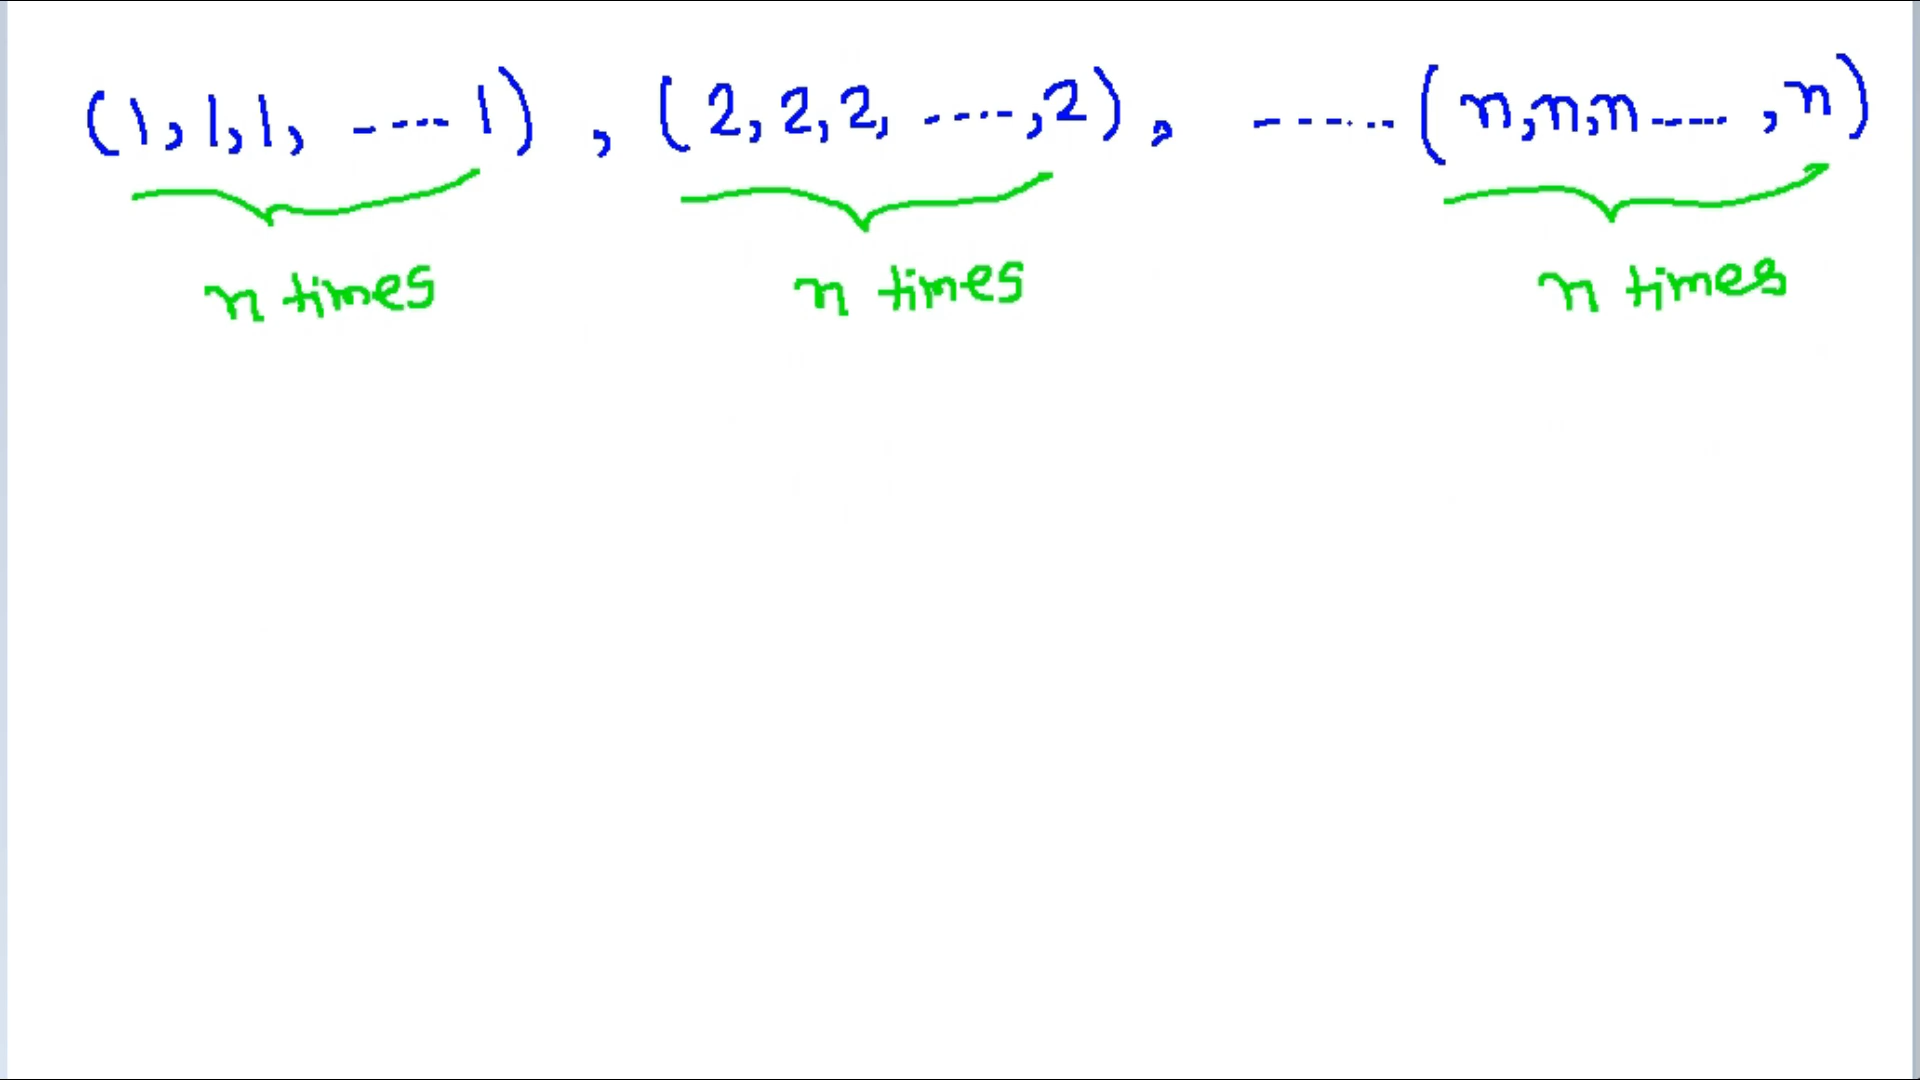 (1,1,1, ---- 1) , (2,2,2, ----,2), ------(n,n,n---- ,n)
n times n times n times